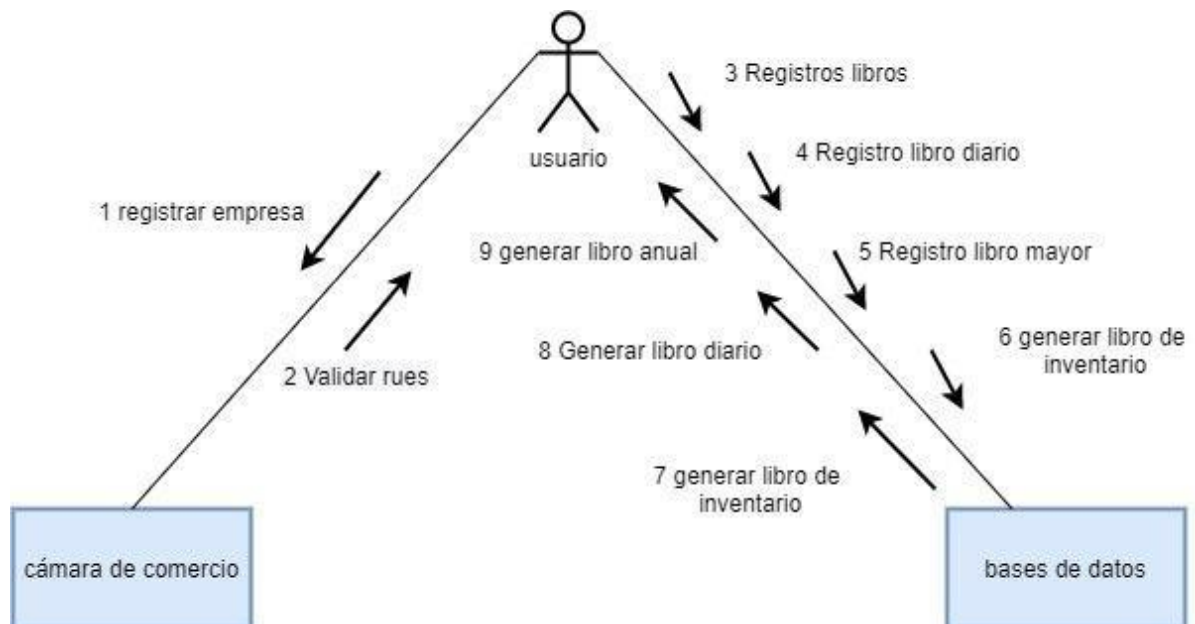 3 Registros libros
4 Registro libro diario
usuario
1 registrar empresa
9 generar libro anual
5 Registro libro mayor
8 Generar libro diario
6 generar libro de
inventario
2 Validar rues
7 generar libro de
inventario
cámara de comercio
bases de datos